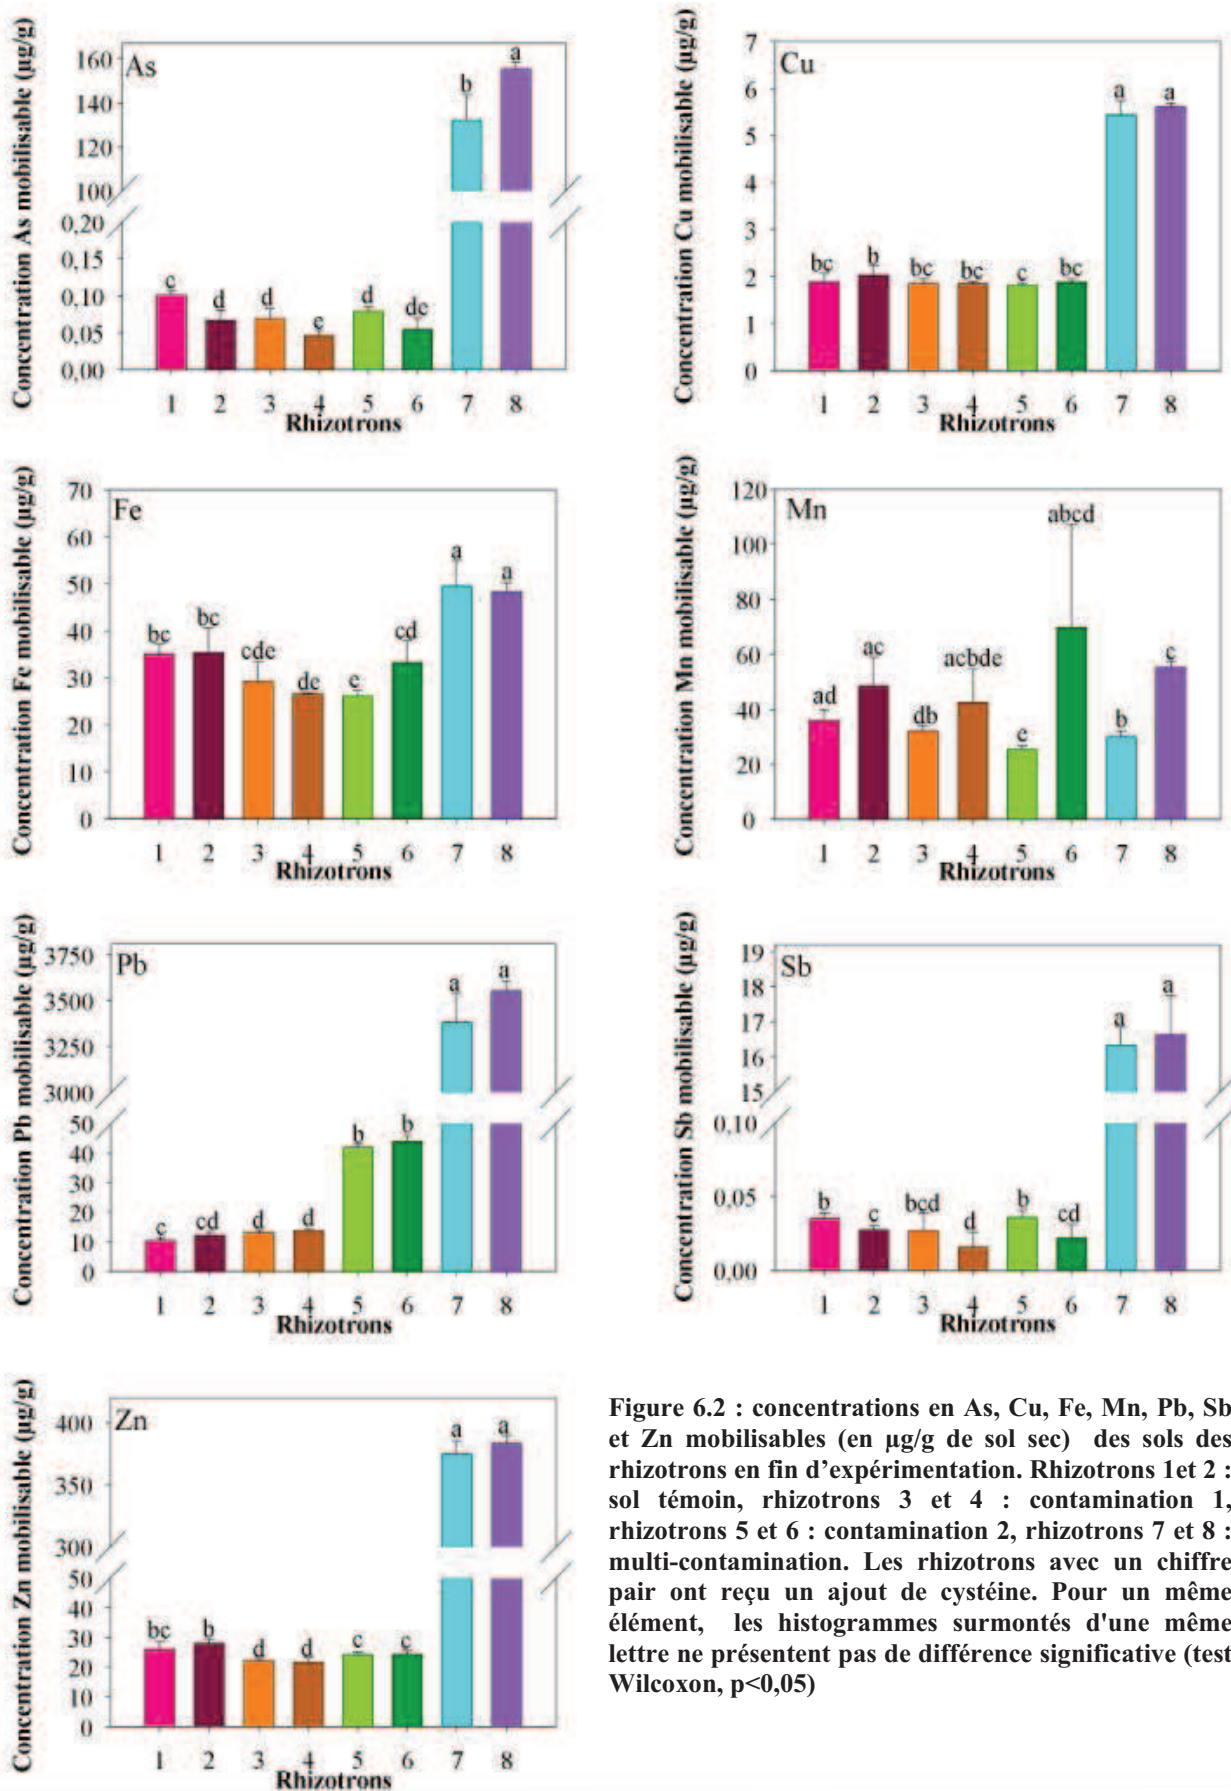 Concentration As mobilisable (µg/g)
As
160
140
120
100
0,20
0,15
0,10
0,05
0,00
c d d e d de b a
1 2 3 4 5 6 7 8
Rhizotrons
Concentration Cu mobilisable (µg/g)
Cu
7
6
5
4
3
2
1
0
bc b bc bc c bc a a
1 2 3 4 5 6 7 8
Rhizotrons
Concentration Fe mobilisable (µg/g)
Fe
70
60
50
40
30
20
10
0
bc bc cde de e cd a a
1 2 3 4 5 6 7 8
Rhizotrons
Concentration Mn mobilisable (µg/g)
Mn
120
100
80
60
40
20
0
ad ac db acbde e abcd b c
1 2 3 4 5 6 7 8
Rhizotrons
Concentration Pb mobilisable (µg/g)
Pb
3750
3500
3250
3000
50
40
30
20
10
0
c cd d d b b a a
1 2 3 4 5 6 7 8
Rhizotrons
Concentration Sb mobilisable (µg/g)
Sb
19
18
17
16
15
0,10
0,05
0,00
b c bcd d b cd a a
1 2 3 4 5 6 7 8
Rhizotrons
Concentration Zn mobilisable (µg/g)
Zn
400
350
300
50
40
30
20
10
0
bc b d d c c a a
1 2 3 4 5 6 7 8
Rhizotrons
Figure 6.2 : concentrations en As, Cu, Fe, Mn, Pb, Sb
et Zn mobilisables (en µg/g de sol sec) des sols des
rhizotrons en fin d’expérimentation. Rhizotrons 1et 2 :
sol témoin, rhizotrons 3 et 4 : contamination 1,
rhizotrons 5 et 6 : contamination 2, rhizotrons 7 et 8 :
multi-contamination. Les rhizotrons avec un chiffre
pair ont reçu un ajout de cystéine. Pour un même
élément, les histogrammes surmontés d'une même
lettre ne présentent pas de différence significative (test
Wilcoxon, p<0,05)